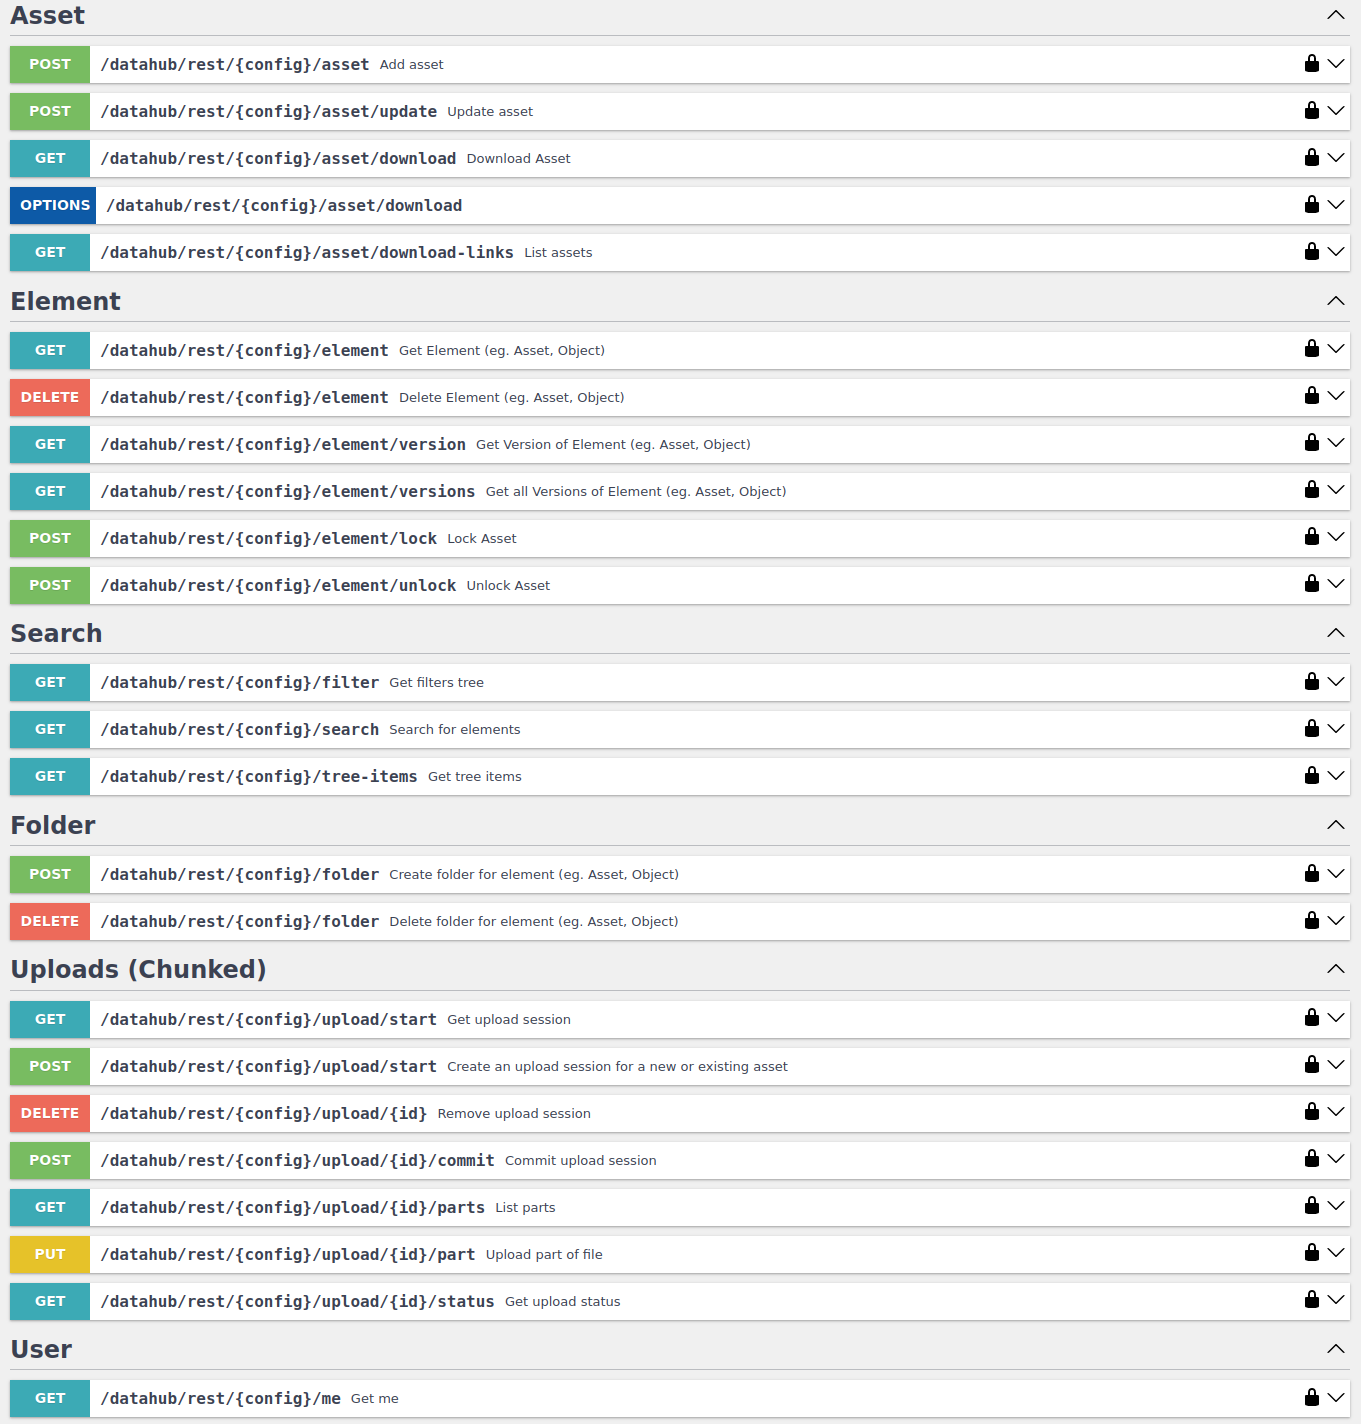 Asset
POST /datahub/rest/{config}/asset Add asset
POST /datahub/rest/{config}/asset/update Update asset
GET /datahub/rest/{config}/asset/download Download Asset
OPTIONS /datahub/rest/{config}/asset/download
GET /datahub/rest/{config}/asset/download-links List assets
Element
GET /datahub/rest/{config}/element Get Element (eg. Asset, Object)
DELETE /datahub/rest/{config}/element Delete Element (eg. Asset, Object)
GET /datahub/rest/{config}/element/version Get Version of Element (eg. Asset, Object)
GET /datahub/rest/{config}/element/versions Get all Versions of Element (eg. Asset, Object)
POST /datahub/rest/{config}/element/lock Lock Asset
POST /datahub/rest/{config}/element/unlock Unlock Asset
Search
GET /datahub/rest/{config}/filter Get filters tree
GET /datahub/rest/{config}/search Search for elements
GET /datahub/rest/{config}/tree-items Get tree items
Folder
POST /datahub/rest/{config}/folder Create folder for element (eg. Asset, Object)
DELETE /datahub/rest/{config}/folder Delete folder for element (eg. Asset, Object)
Uploads (Chunked)
GET /datahub/rest/{config}/upload/start Get upload session
POST /datahub/rest/{config}/upload/start Create an upload session for a new or existing asset
DELETE /datahub/rest/{config}/upload/{id} Remove upload session
POST /datahub/rest/{config}/upload/{id}/commit Commit upload session
GET /datahub/rest/{config}/upload/{id}/parts List parts
PUT /datahub/rest/{config}/upload/{id}/part Upload part of file
GET /datahub/rest/{config}/upload/{id}/status Get upload status
User
GET /datahub/rest/{config}/me Get me